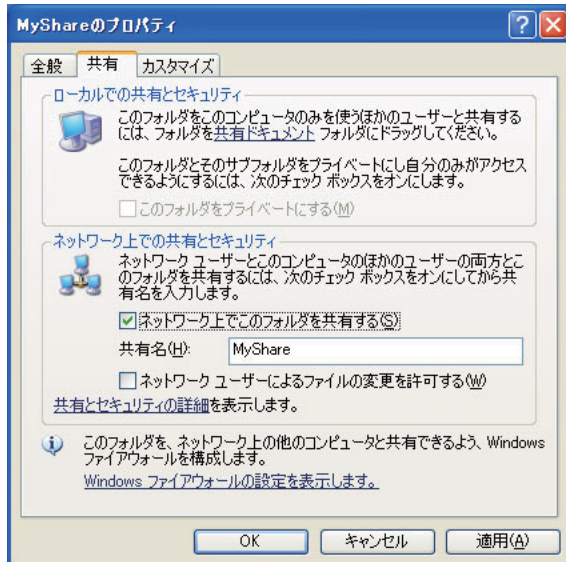 MyShareのプロパティ
全般 共有 カスタマイズ
ローカルでの共有とセキュリティ
このフォルダをこのコンピュータのみを使うほかのユーザーと共有する
には、フォルダを共有ドキュメント フォルダにドラッグしてください。
このフォルダとそのサブフォルダをプライベートにし自分のみがアクセス
できるようにするには、次のチェック ボックスをオンにします。
このフォルダをプライベートにする(M)
ネットワーク上での共有とセキュリティ
ネットワーク ユーザーとこのコンピュータのほかのユーザーの両方とこ
のフォルダを共有するには、次のチェック ボックスをオンにしてから共
有名を入力します。
ネットワーク上でこのフォルダを共有する(S)
共有名(H): MyShare
ネットワーク ユーザーによるファイルの変更を許可する(W)
共有とセキュリティの詳細を表示します。
このフォルダを、ネットワーク上の他のコンピュータと共有できるよう、Windows
ファイアウォールを構成します。
Windows ファイアウォールの設定を表示します。
OK キャンセル 適用(A)